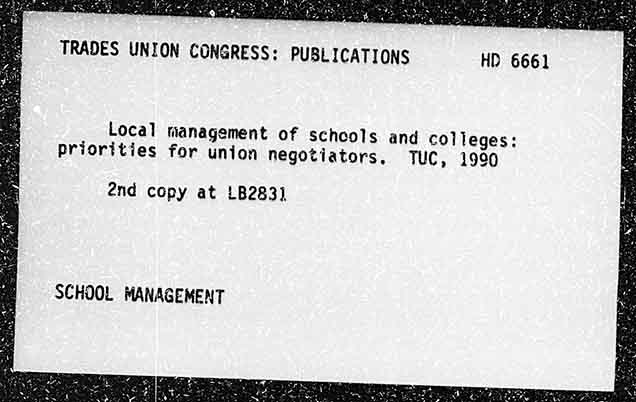 TRADES UNION CONGRESS: PUBLICATIONS HD 6661
Local management of schools and colleges:
priorities for union negotiators. TUC, 1990
2nd copy at LB2831
SCHOOL MANAGEMENT